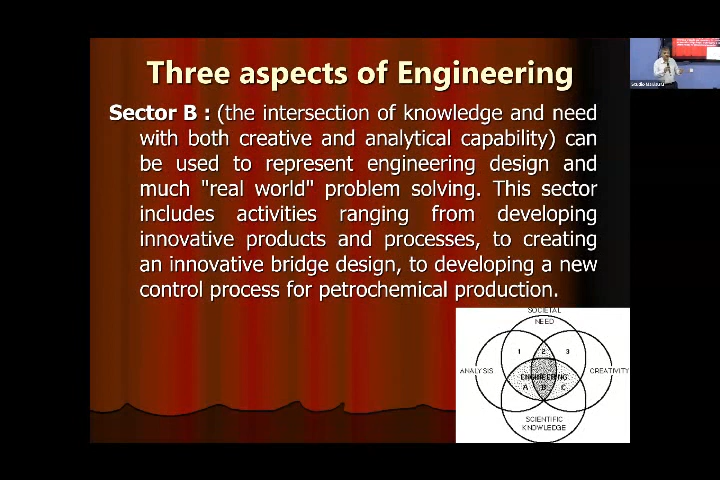 Three aspects of Engineering
Sector B : (the intersection of knowledge and need
with both creative and analytical capability) can
be used to represent engineering design and
much "real world" problem solving. This sector
includes activities ranging from developing
innovative products and processes, to creating
an innovative bridge design, to developing a new
control process for petrochemical production.
SOCIETAL
NEED
1 2 3
ANALYSIS
CREATIVITY
ENGINEERING
A B C
SCIENTIFIC
KNOWLEDGE